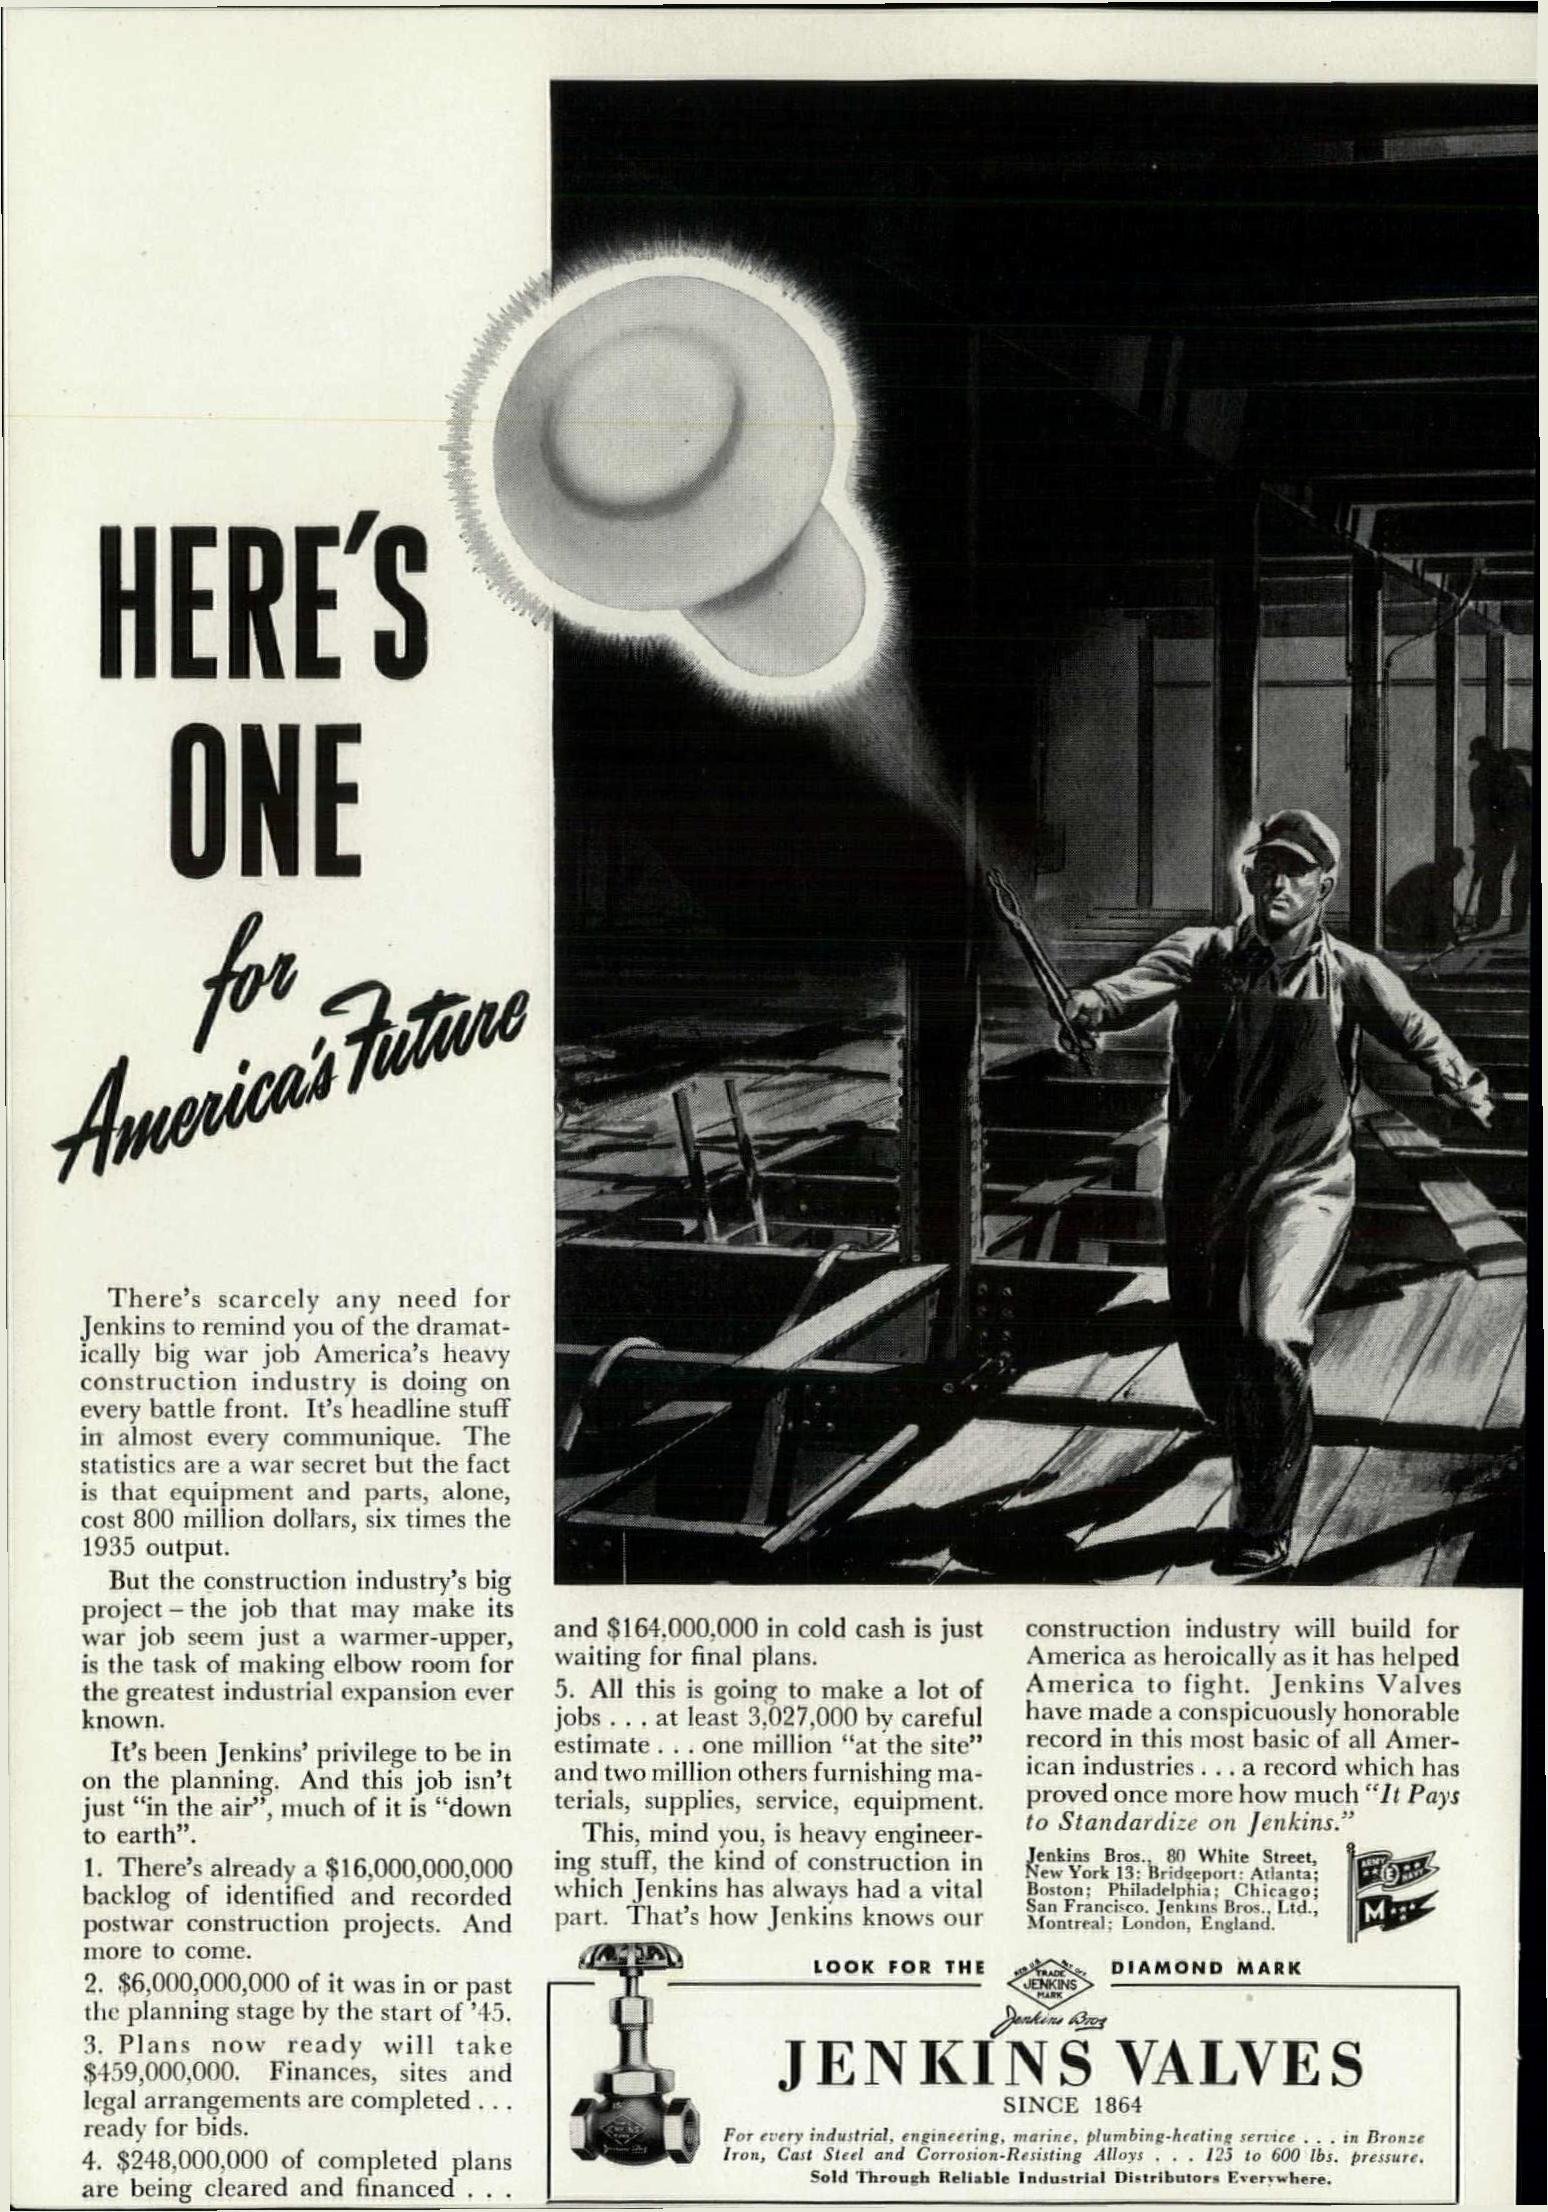 HERE'S
ONE
for
America's Future
There's scarcely any need for
Jenkins to remind you of the dramat-
ically big war job America's heavy
construction industry is doing on
every battle front. It's headline stuff
in almost every communique. The
statistics are a war secret but the fact
is that equipment and parts, alone,
cost 800 million dollars, six times the
1935 output.
But the construction industry's big
project – the job that may make its
war job seem just a warmer-upper,
is the task of making elbow room for
the greatest industrial expansion ever
known.
It's been Jenkins' privilege to be in
on the planning. And this job isn't
just "in the air", much of it is "down
to earth".
1. There's already a $16,000,000,000
backlog of identified and recorded
postwar construction projects. And
more to come.
2. $6,000,000,000 of it was in or past
the planning stage by the start of '45.
3. Plans now ready will take
$459,000,000. Finances, sites and
legal arrangements are completed . . .
ready for bids.
4. $248,000,000 of completed plans
are being cleared and financed . . .
and $164,000,000 in cold cash is just
waiting for final plans.
5. All this is going to make a lot of
jobs . . . at least 3,027,000 by careful
estimate . . . one million "at the site"
and two million others furnishing ma-
terials, supplies, service, equipment.
This, mind you, is heavy engineer-
ing stuff, the kind of construction in
which Jenkins has always had a vital
part. That's how Jenkins knows our
construction industry will build for
America as heroically as it has helped
America to fight. Jenkins Valves
have made a conspicuously honorable
record in this most basic of all Amer-
ican industries . . . a record which has
proved once more how much "It Pays
to Standardize on Jenkins."
Jenkins Bros., 80 White Street,
New York 13; Bridgeport; Atlanta;
Boston; Philadelphia; Chicago;
San Francisco. Jenkins Bros., Ltd.,
Montreal; London, England.
ARMY E NAVY
M
LOOK FOR THE
TRADE
JENKINS
MARK
DIAMOND MARK
Jenkins Bros
JENKINS VALVES
SINCE 1864
For every industrial, engineering, marine, plumbing-heating service . . . in Bronze
Iron, Cast Steel and Corrosion-Resisting Alloys . . . 125 to 600 lbs. pressure.
Sold Through Reliable Industrial Distributors Everywhere.